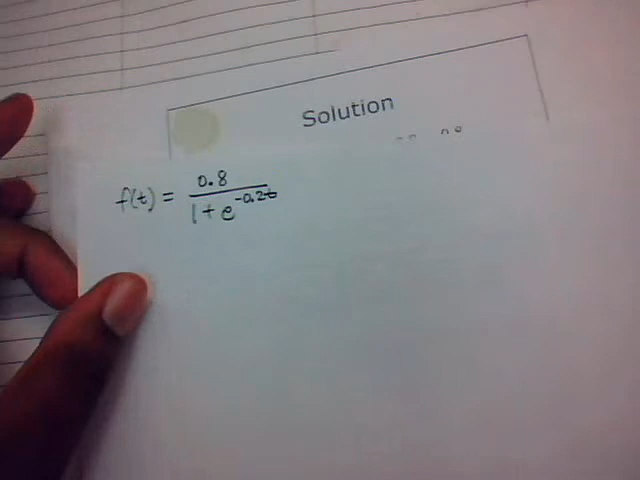 Solution
f(t) = 0.8 / (1 + e^{-0.2t})